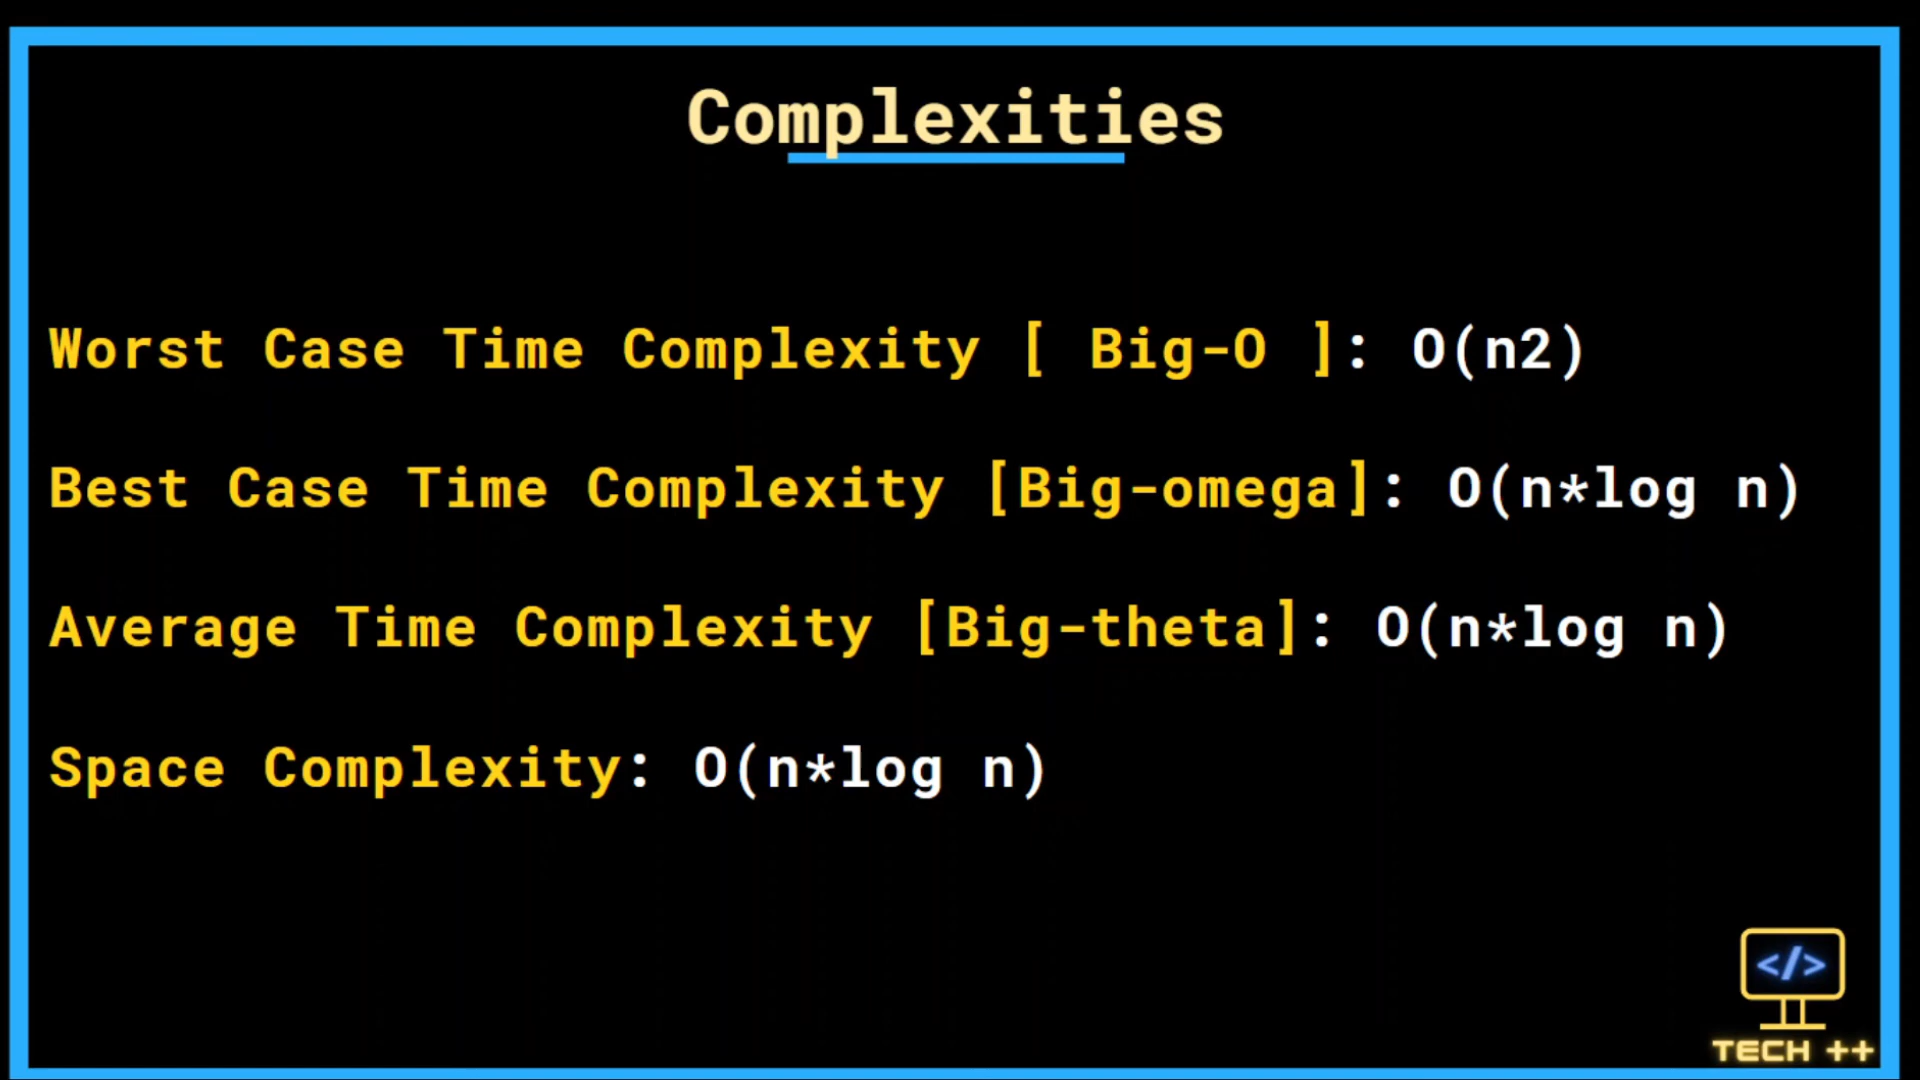 Complexities
Worst Case Time Complexity [ Big-O ]: O(n2)
Best Case Time Complexity [Big-omega]: O(n*log n)
Average Time Complexity [Big-theta]: O(n*log n)
Space Complexity: O(n*log n)
</>
TECH ++